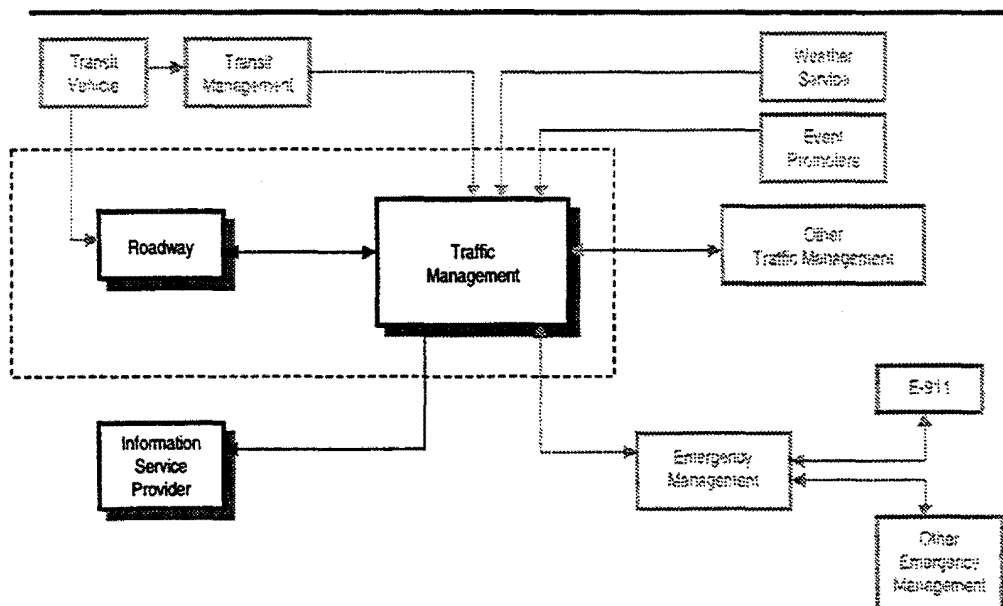 Transit
Vehicle
Transit
Management
Weather
Service
Event
Promoters
Roadway
Traffic
Management
Other
Traffic Management
E-911
Information
Service
Provider
Emergency
Management
Other
Emergency
Management